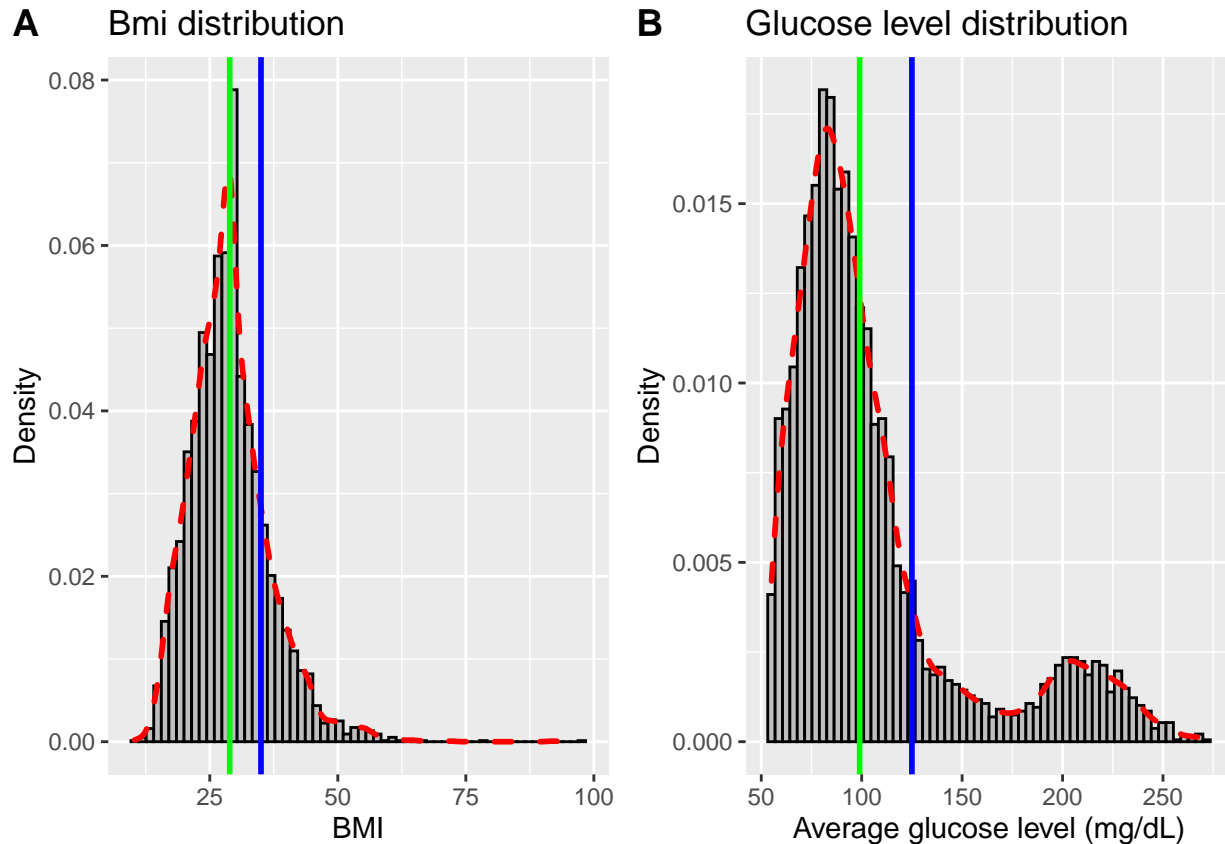 A Bmi distribution
0.08
0.06
0.04
0.02
0.00
Density
25 50 75 100
BMI
B Glucose level distribution
0.015
0.010
0.005
0.000
Density
50 100 150 200 250
Average glucose level (mg/dL)